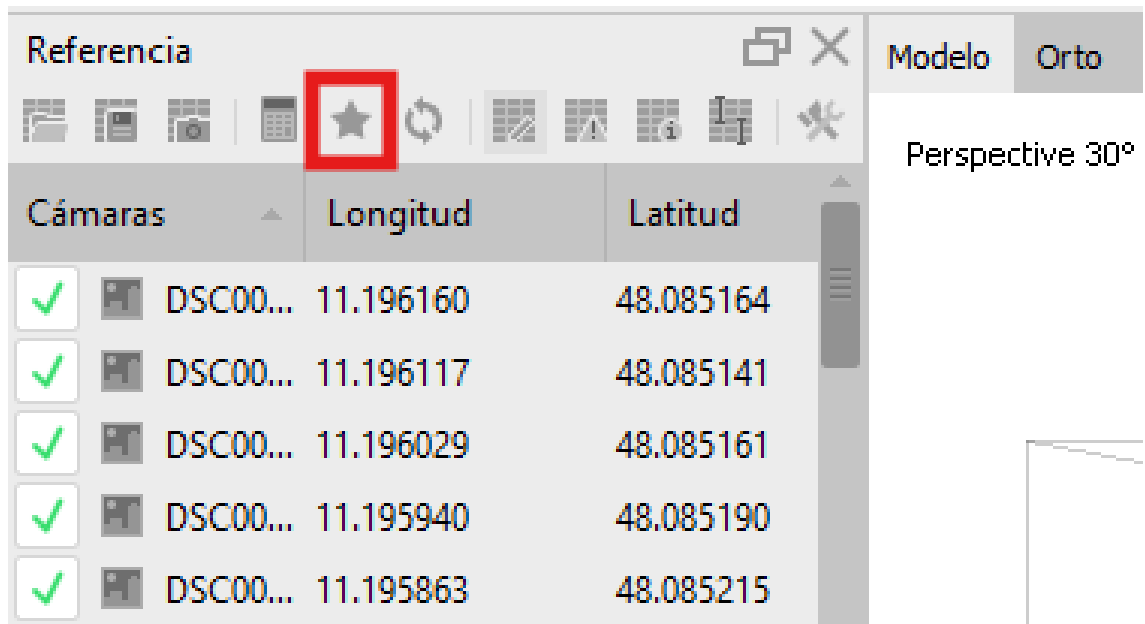 Referencia
Modelo Orto
Perspective 30°
Cámaras Longitud Latitud
DSC00... 11.196160 48.085164
DSC00... 11.196117 48.085141
DSC00... 11.196029 48.085161
DSC00... 11.195940 48.085190
DSC00... 11.195863 48.085215